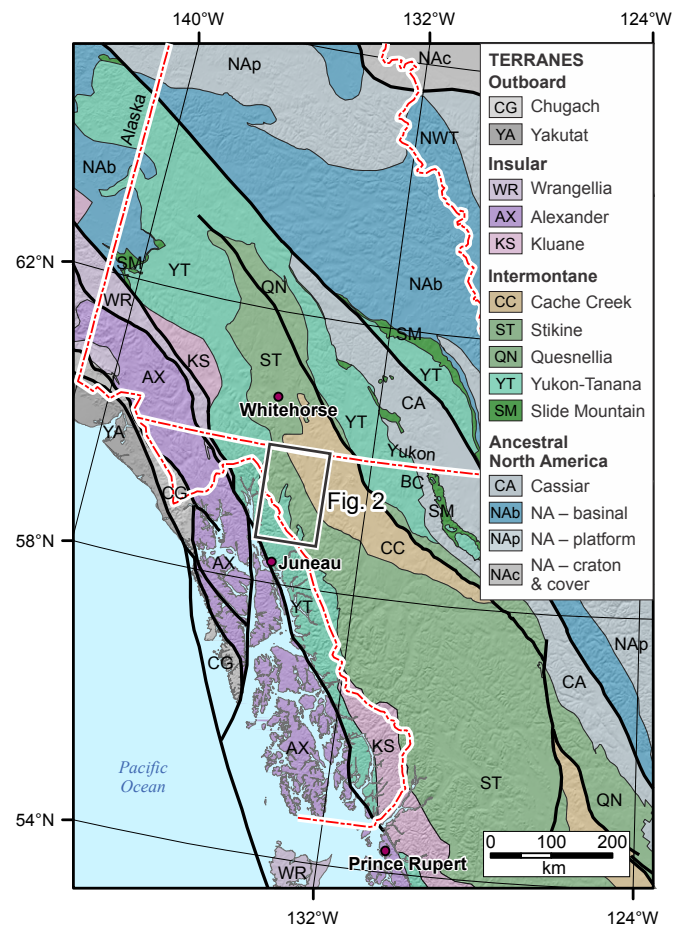 140°W
132°W
124°W
NAp
NAc
Alaska
NWT
NAb
62°N
SM
YT
QN
NAb
WR
SM
KS
ST
YT
AX
CA
Whitehorse
YT
YA
Yukon
BC
CG
SM
Fig. 2
58°N
CC
Juneau
AX
YT
NAp
CG
CA
KS
AX
Pacific
Ocean
ST
QN
54°N
Prince Rupert
WR
0 100 200
km
132°W
124°W
TERRANES
Outboard
CG Chugach
YA Yakutat
Insular
WR Wrangellia
AX Alexander
KS Kluane
Intermontane
CC Cache Creek
ST Stikine
QN Quesnellia
YT Yukon-Tanana
SM Slide Mountain
Ancestral
North America
CA Cassiar
NAb NA – basinal
NAp NA – platform
NAc NA – craton
& cover